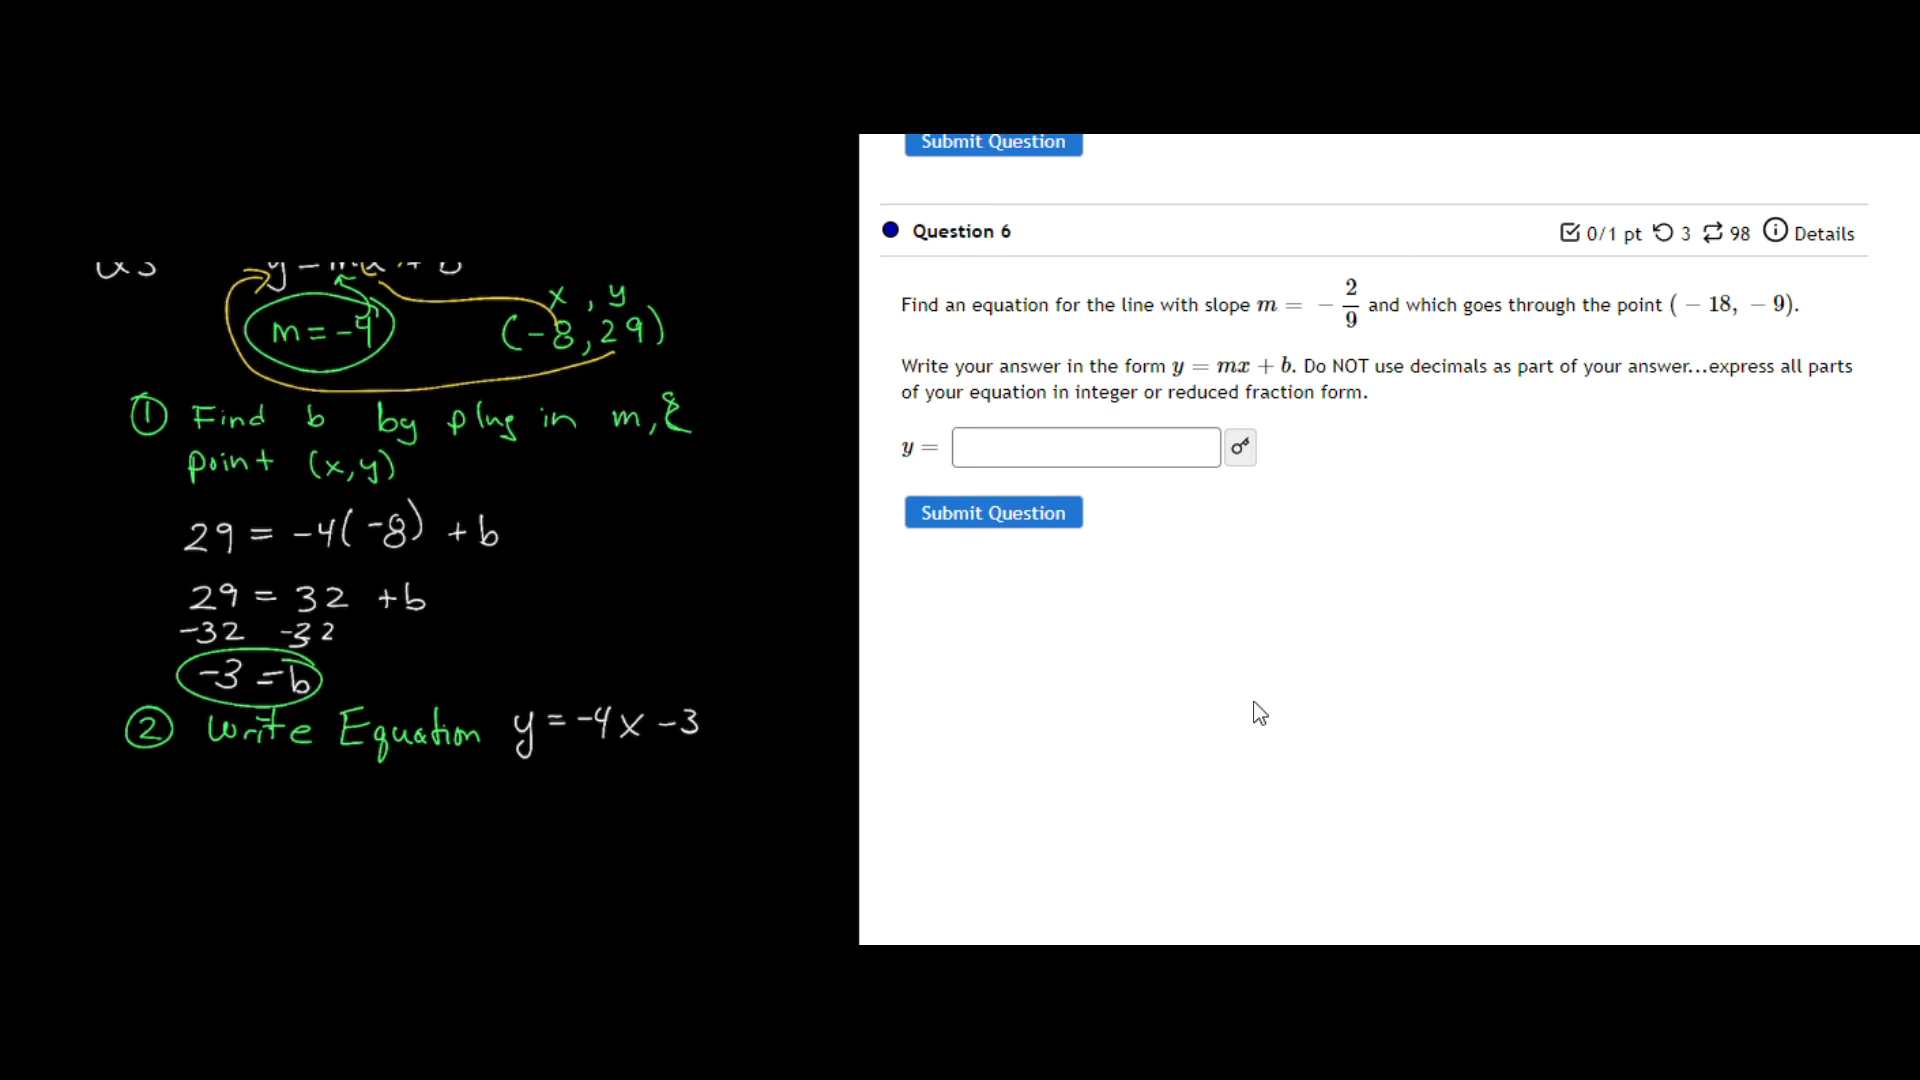 y = mx + b
m = -4
x , y
(-8, 29)
① Find b by plug in m, &
point (x, y)
29 = -4(-8) + b
29 = 32 + b
-32 -32
-3 = b
② Write Equation y = -4x - 3
Submit Question
Question 6
0/1 pt 3 98 Details
Find an equation for the line with slope m = - 2/9 and which goes through the point ( - 18, - 9).
Write your answer in the form y = mx + b. Do NOT use decimals as part of your answer...express all parts
of your equation in integer or reduced fraction form.
y =
Submit Question